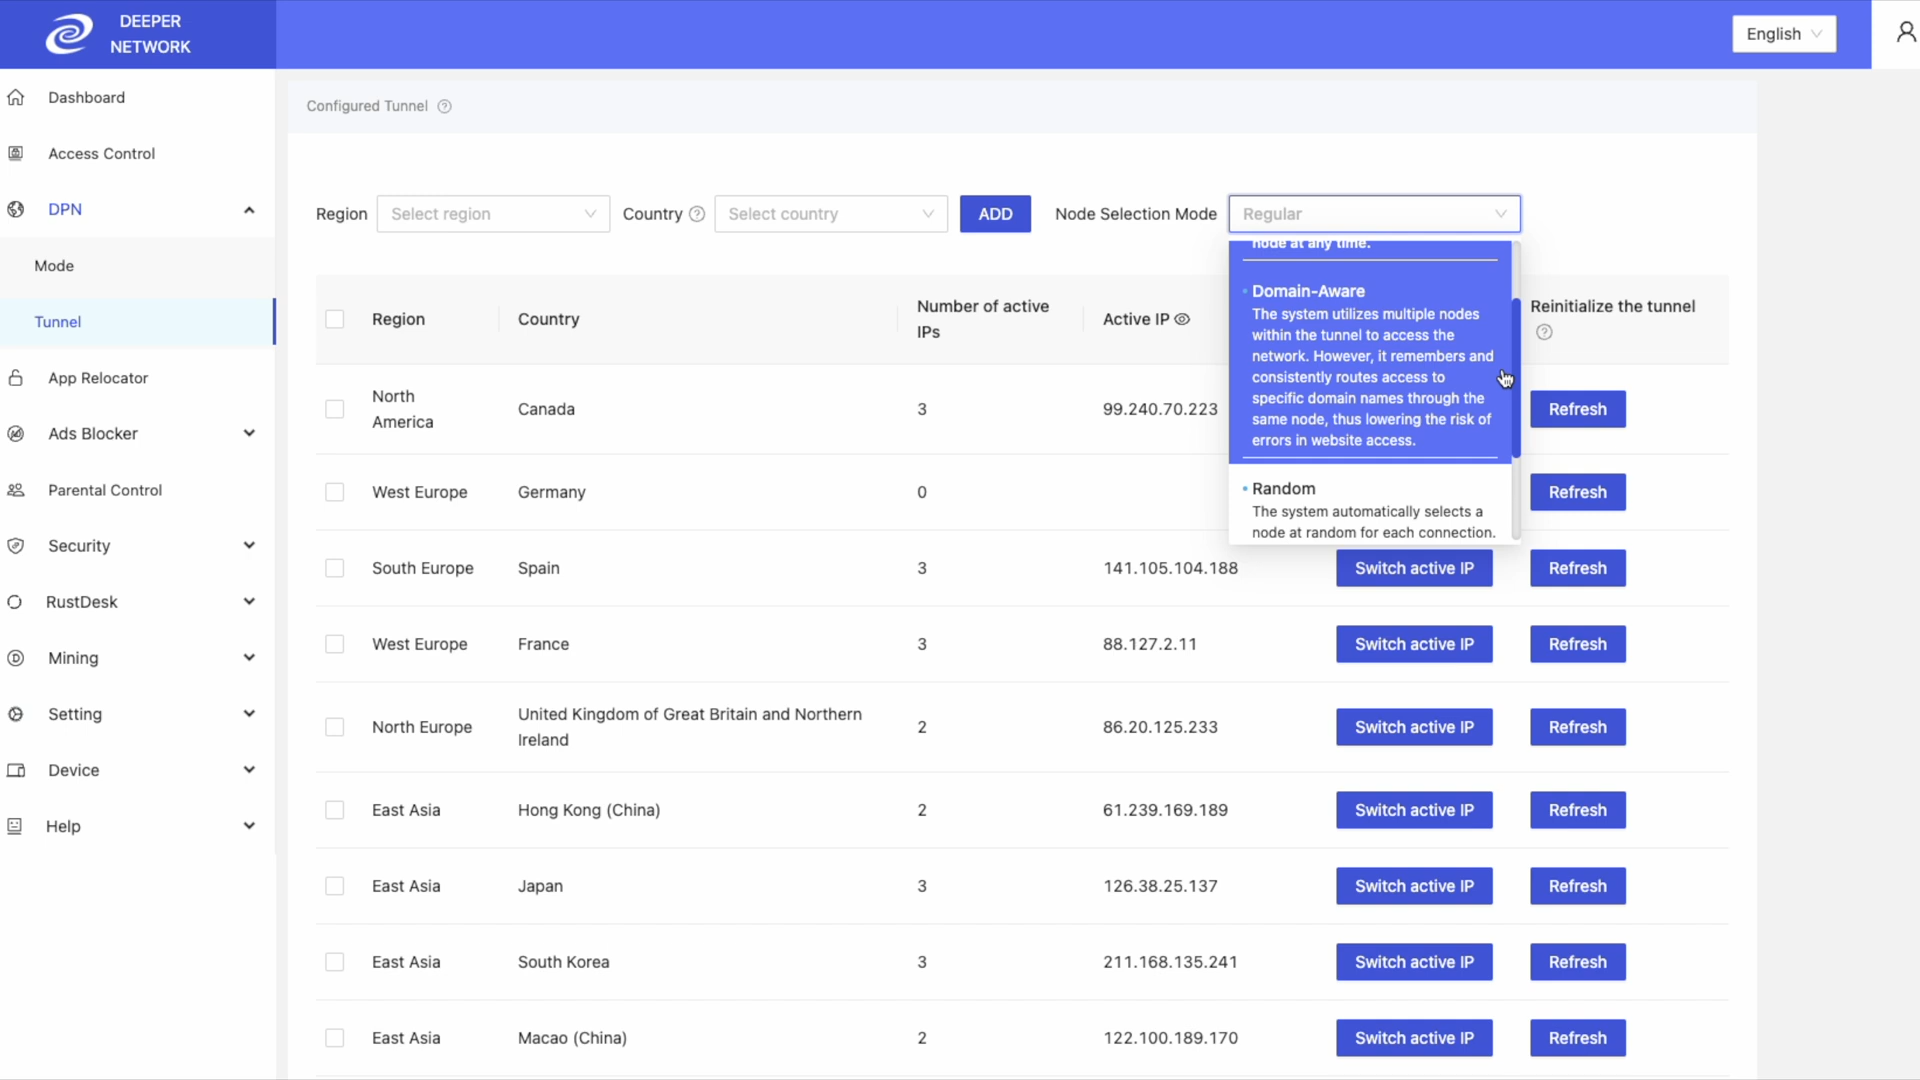 DEEPER
NETWORK
English
Dashboard
Access Control
DPN
Mode
Tunnel
App Relocator
Ads Blocker
Parental Control
Security
RustDesk
Mining
Setting
Device
Help
Configured Tunnel
Region
Select region
Country
Select country
ADD
Node Selection Mode
Regular
node at any time.
Domain-Aware
The system utilizes multiple nodes
within the tunnel to access the
network. However, it remembers and
consistently routes access to
specific domain names through the
same node, thus lowering the risk of
errors in website access.
Random
The system automatically selects a
node at random for each connection.
Region Country Number of active IPs Active IP Reinitialize the tunnel
North America Canada 3 99.240.70.223 Refresh
West Europe Germany 0 Refresh
South Europe Spain 3 141.105.104.188 Switch active IP Refresh
West Europe France 3 88.127.2.11 Switch active IP Refresh
North Europe United Kingdom of Great Britain and Northern Ireland 2 86.20.125.233 Switch active IP Refresh
East Asia Hong Kong (China) 2 61.239.169.189 Switch active IP Refresh
East Asia Japan 3 126.38.25.137 Switch active IP Refresh
East Asia South Korea 3 211.168.135.241 Switch active IP Refresh
East Asia Macao (China) 2 122.100.189.170 Switch active IP Refresh